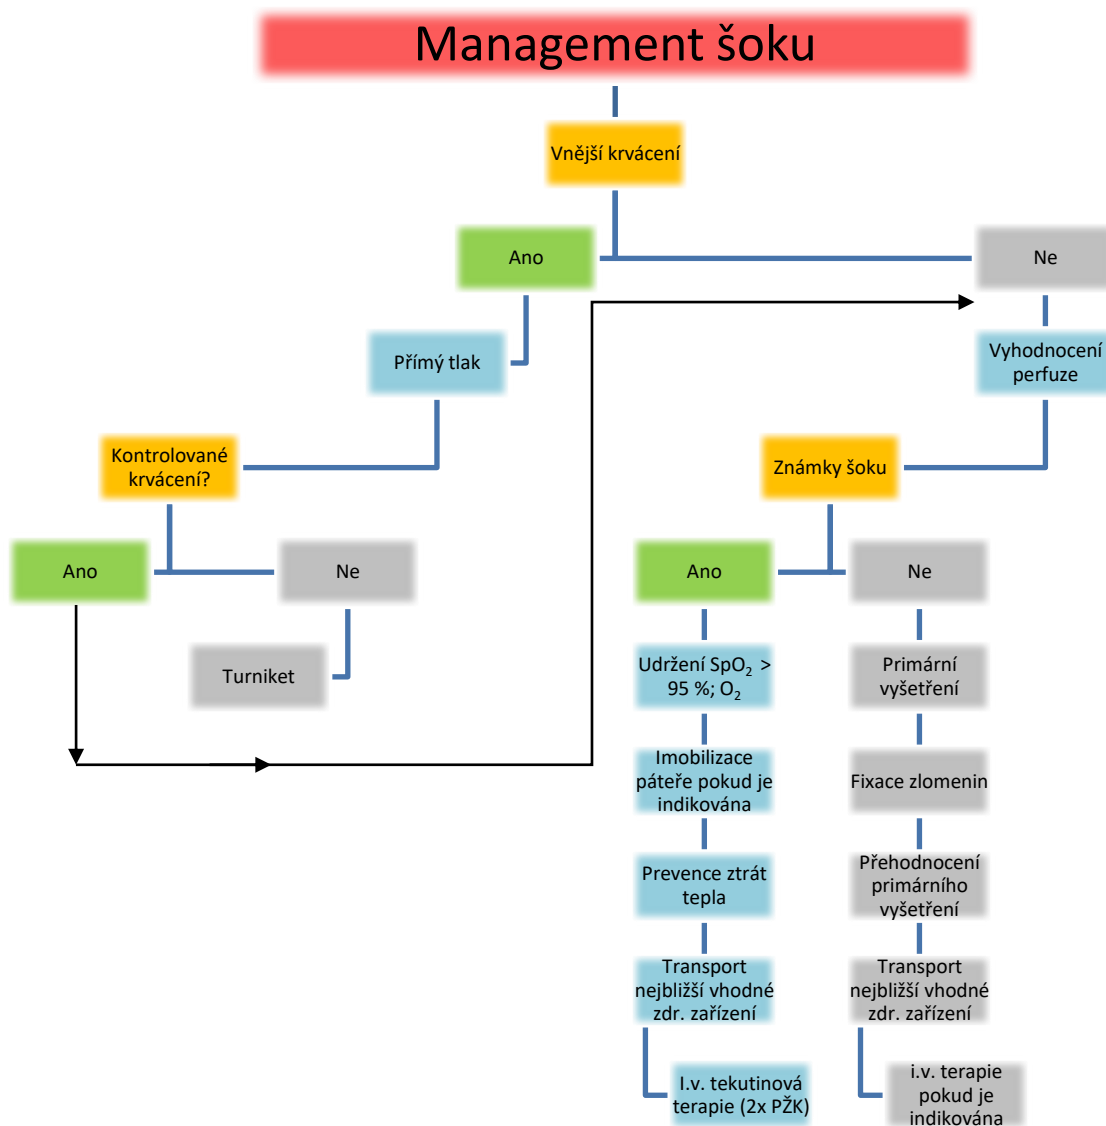 Management šoku
Vnější krvácení
Ano
Ne
Přímý tlak
Vyhodnocení
perfuze
Kontrolované
krvácení?
Známky šoku
Ano
Ne
Ano
Ne
Turniket
Udržení SpO₂ >
95 %; O₂
Primární
vyšetření
Imobilizace
páteře pokud je
indikována
Fixace zlomenin
Prevence ztrát
tepla
Přehodnocení
primárního
vyšetření
Transport
nejbližší vhodné
zdr. zařízení
Transport
nejbližší vhodné
zdr. zařízení
I.v. tekutinová
terapie (2x PŽK)
i.v. terapie
pokud je
indikována